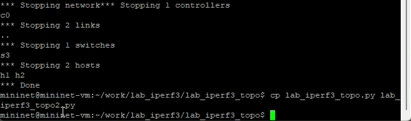 *** Stopping network*** Stopping 1 controllers
c0
*** Stopping 2 links
..
*** Stopping 1 switches
s3
*** Stopping 2 hosts
h1 h2
*** Done
mininet@mininet-vm:~/work/lab_iperf3/lab_iperf3_topo$ cp lab_iperf3_topo.py lab_
iperf3_topo2.py
mininet@mininet-vm:~/work/lab_iperf3/lab_iperf3_topo$